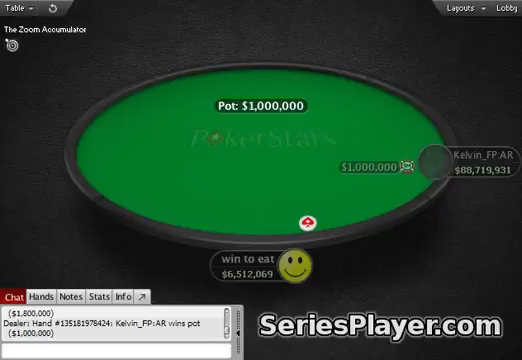 Table
Layouts
Lobby
The Zoom Accumulator
Pot: $1,000,000
PokerStars
Kelvin_FP:AR
$1,000,000
$88,719,931
win to eat
$6,512,069
Chat Hands Notes Stats Info
($1,800,000)
Dealer: Hand #135181978424: Kelvin_FP:AR wins pot
($1,000,000)
SeriesPlayer.com